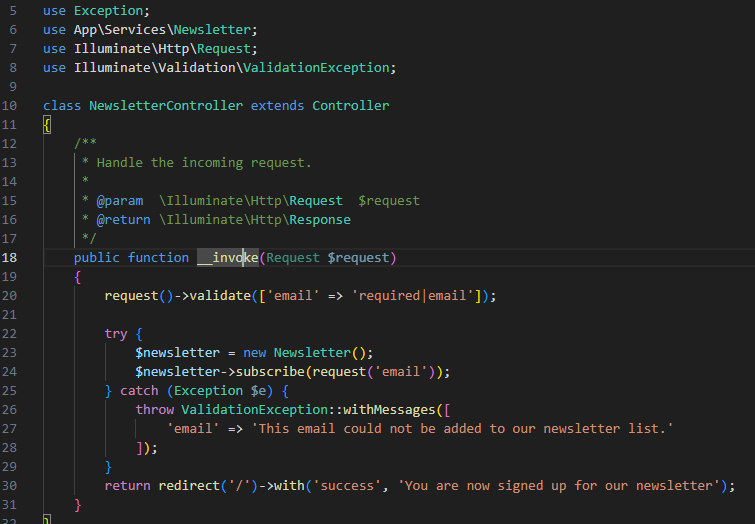 5 use Exception;
6 use App\Services\Newsletter;
7 use Illuminate\Http\Request;
8 use Illuminate\Validation\ValidationException;
9
10 class NewsletterController extends Controller
11 {
12     /**
13      * Handle the incoming request.
14      *
15      * @param  \Illuminate\Http\Request  $request
16      * @return \Illuminate\Http\Response
17      */
18     public function __invoke(Request $request)
19     {
20         request()->validate(['email' => 'required|email']);
21
22         try {
23             $newsletter = new Newsletter();
24             $newsletter->subscribe(request('email'));
25         } catch (Exception $e) {
26             throw ValidationException::withMessages([
27                 'email' => 'This email could not be added to our newsletter list.'
28             ]);
29         }
30         return redirect('/')->with('success', 'You are now signed up for our newsletter');
31     }
32 }